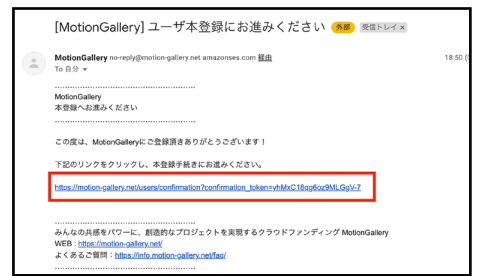 [MotionGallery] ユーザ本登録にお進みください 外部 受信トレイ ×
MotionGallery no-reply@motion-gallery.net amazonses.com 経由 18:50
To 自分
MotionGallery
本登録へお進みください
この度は、MotionGalleryにご登録頂きありがとうございます！
下記のリンクをクリックし、本登録手続きにお進みください。
https://motion-gallery.net/users/confirmation?confirmation_token=yhMxC18qg6oz9MLGgV-7
みんなの共感をパワーに、創造的なプロジェクトを実現するクラウドファンディング MotionGallery
WEB : https://motion-gallery.net/
よくあるご質問 : https://info.motion-gallery.net/faq/